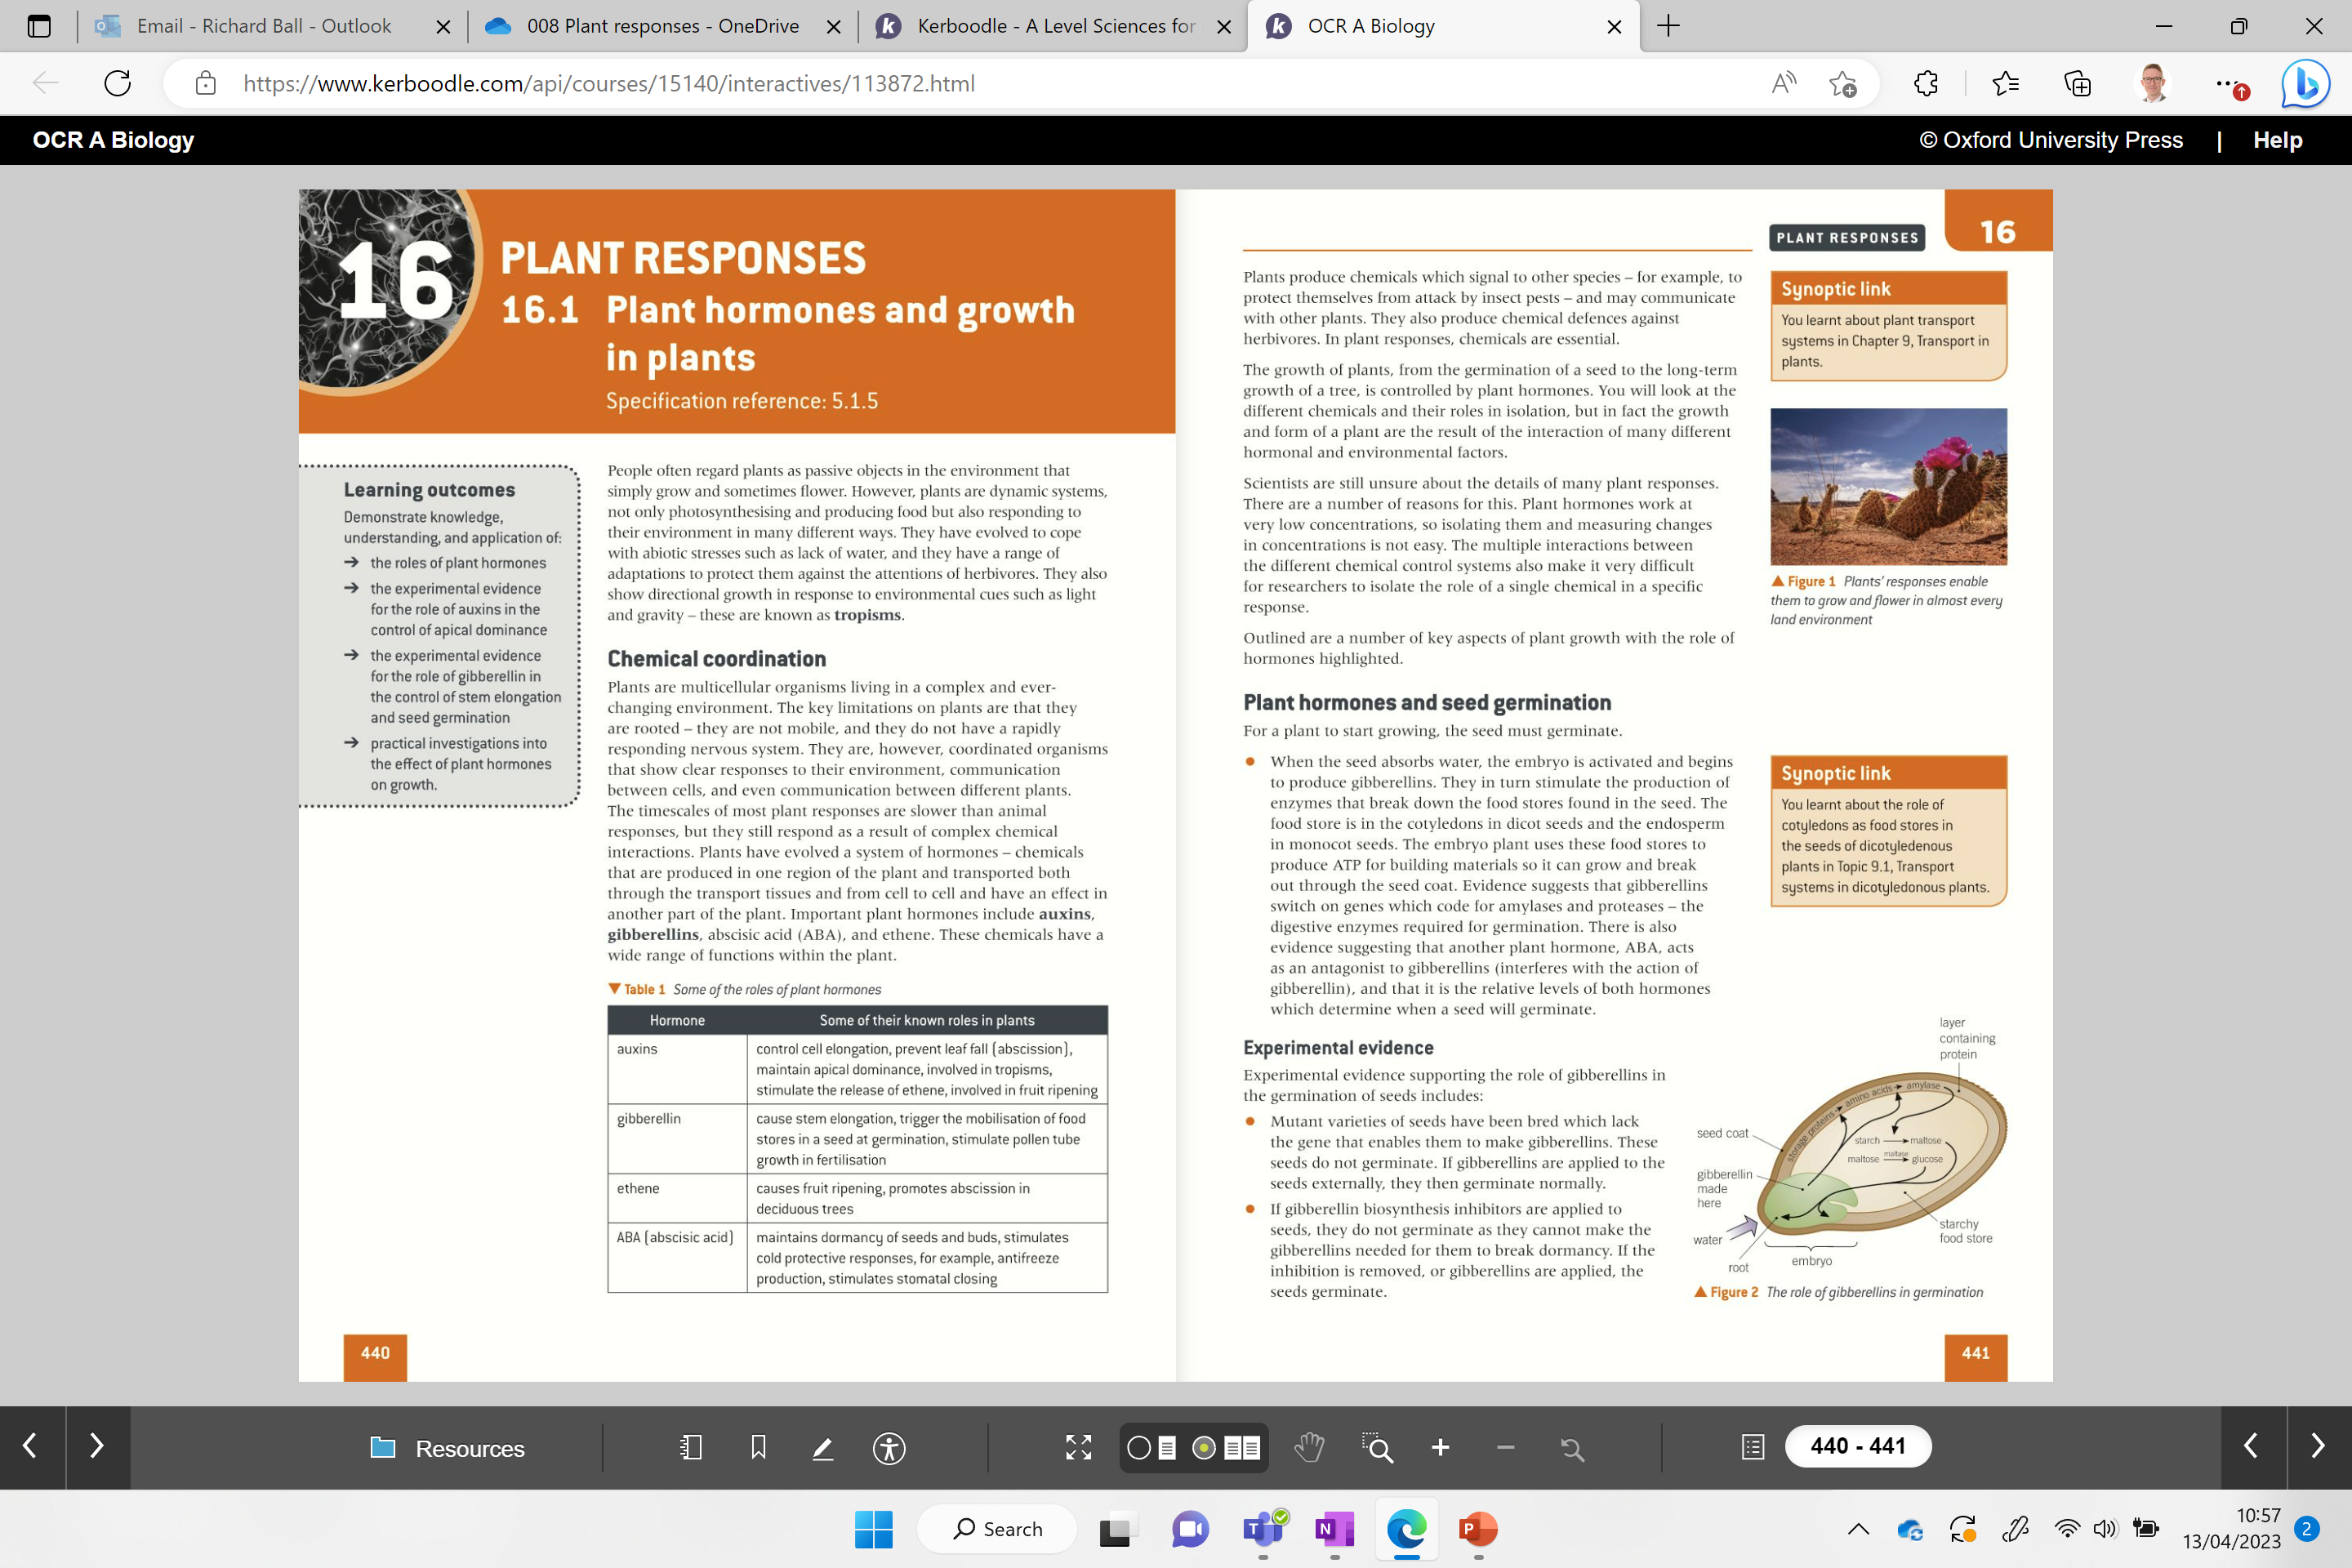 Email - Richard Ball - Outlook
008 Plant responses - OneDrive
Kerboodle - A Level Sciences for
OCR A Biology
https://www.kerboodle.com/api/courses/15140/interactives/113872.html
OCR A Biology
© Oxford University Press | Help
16
PLANT RESPONSES
16.1 Plant hormones and growth
in plants
Specification reference: 5.1.5
Learning outcomes
Demonstrate knowledge,
understanding, and application of:
→ the roles of plant hormones
→ the experimental evidence
for the role of auxins in the
control of apical dominance
→ the experimental evidence
for the role of gibberellin in
the control of stem elongation
and seed germination
→ practical investigations into
the effect of plant hormones
on growth.
People often regard plants as passive objects in the environment that
simply grow and sometimes flower. However, plants are dynamic systems,
not only photosynthesising and producing food but also responding to
their environment in many different ways. They have evolved to cope
with abiotic stresses such as lack of water, and they have a range of
adaptations to protect them against the attentions of herbivores. They also
show directional growth in response to environmental cues such as light
and gravity – these are known as tropisms.
Chemical coordination
Plants are multicellular organisms living in a complex and ever-
changing environment. The key limitations on plants are that they
are rooted – they are not mobile, and they do not have a rapidly
responding nervous system. They are, however, coordinated organisms
that show clear responses to their environment, communication
between cells, and even communication between different plants.
The timescales of most plant responses are slower than animal
responses, but they still respond as a result of complex chemical
interactions. Plants have evolved a system of hormones – chemicals
that are produced in one region of the plant and transported both
through the transport tissues and from cell to cell and have an effect in
another part of the plant. Important plant hormones include auxins,
gibberellins, abscisic acid (ABA), and ethene. These chemicals have a
wide range of functions within the plant.
▼ Table 1 Some of the roles of plant hormones
Hormone Some of their known roles in plants
auxins control cell elongation, prevent leaf fall (abscission),
maintain apical dominance, involved in tropisms,
stimulate the release of ethene, involved in fruit ripening
gibberellin cause stem elongation, trigger the mobilisation of food
stores in a seed at germination, stimulate pollen tube
growth in fertilisation
ethene causes fruit ripening, promotes abscission in
deciduous trees
ABA (abscisic acid) maintains dormancy of seeds and buds, stimulates
cold protective responses, for example, antifreeze
production, stimulates stomatal closing
440
PLANT RESPONSES 16
Plants produce chemicals which signal to other species – for example, to
protect themselves from attack by insect pests – and may communicate
with other plants. They also produce chemical defences against
herbivores. In plant responses, chemicals are essential.
The growth of plants, from the germination of a seed to the long-term
growth of a tree, is controlled by plant hormones. You will look at the
different chemicals and their roles in isolation, but in fact the growth
and form of a plant are the result of the interaction of many different
hormonal and environmental factors.
Scientists are still unsure about the details of many plant responses.
There are a number of reasons for this. Plant hormones work at
very low concentrations, so isolating them and measuring changes
in concentrations is not easy. The multiple interactions between
the different chemical control systems also make it very difficult
for researchers to isolate the role of a single chemical in a specific
response.
Outlined are a number of key aspects of plant growth with the role of
hormones highlighted.
Plant hormones and seed germination
For a plant to start growing, the seed must germinate.
• When the seed absorbs water, the embryo is activated and begins
to produce gibberellins. They in turn stimulate the production of
enzymes that break down the food stores found in the seed. The
food store is in the cotyledons in dicot seeds and the endosperm
in monocot seeds. The embryo plant uses these food stores to
produce ATP for building materials so it can grow and break
out through the seed coat. Evidence suggests that gibberellins
switch on genes which code for amylases and proteases – the
digestive enzymes required for germination. There is also
evidence suggesting that another plant hormone, ABA, acts
as an antagonist to gibberellins (interferes with the action of
gibberellin), and that it is the relative levels of both hormones
which determine when a seed will germinate.
Experimental evidence
Experimental evidence supporting the role of gibberellins in
the germination of seeds includes:
• Mutant varieties of seeds have been bred which lack
the gene that enables them to make gibberellins. These
seeds do not germinate. If gibberellins are applied to the
seeds externally, they then germinate normally.
• If gibberellin biosynthesis inhibitors are applied to
seeds, they do not germinate as they cannot make the
gibberellins needed for them to break dormancy. If the
inhibition is removed, or gibberellins are applied, the
seeds germinate.
Synoptic link
You learnt about plant transport
systems in Chapter 9, Transport in
plants.
▲ Figure 1 Plants' responses enable
them to grow and flower in almost every
land environment
Synoptic link
You learnt about the role of
cotyledons as food stores in
the seeds of dicotyledenous
plants in Topic 9.1, Transport
systems in dicotyledonous plants.
layer
containing
protein
storage proteins → amino acids → amylase
seed coat
starch → maltose
maltase
maltose → glucose
gibberellin
made
here
water
root
embryo
starchy
food store
▲ Figure 2 The role of gibberellins in germination
441
Resources
440 - 441
Search
10:57
13/04/2023
2